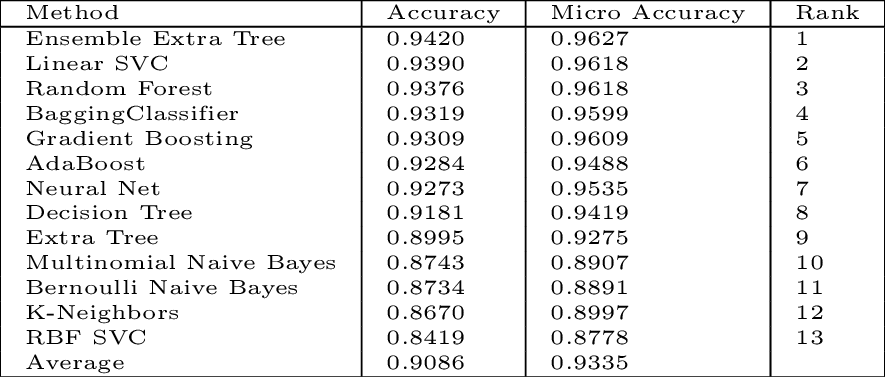 Method Accuracy Micro Accuracy Rank
Ensemble Extra Tree 0.9420 0.9627 1
Linear SVC 0.9390 0.9618 2
Random Forest 0.9376 0.9618 3
BaggingClassifier 0.9319 0.9599 4
Gradient Boosting 0.9309 0.9609 5
AdaBoost 0.9284 0.9488 6
Neural Net 0.9273 0.9535 7
Decision Tree 0.9181 0.9419 8
Extra Tree 0.8995 0.9275 9
Multinomial Naive Bayes 0.8743 0.8907 10
Bernoulli Naive Bayes 0.8734 0.8891 11
K-Neighbors 0.8670 0.8997 12
RBF SVC 0.8419 0.8778 13
Average 0.9086 0.9335